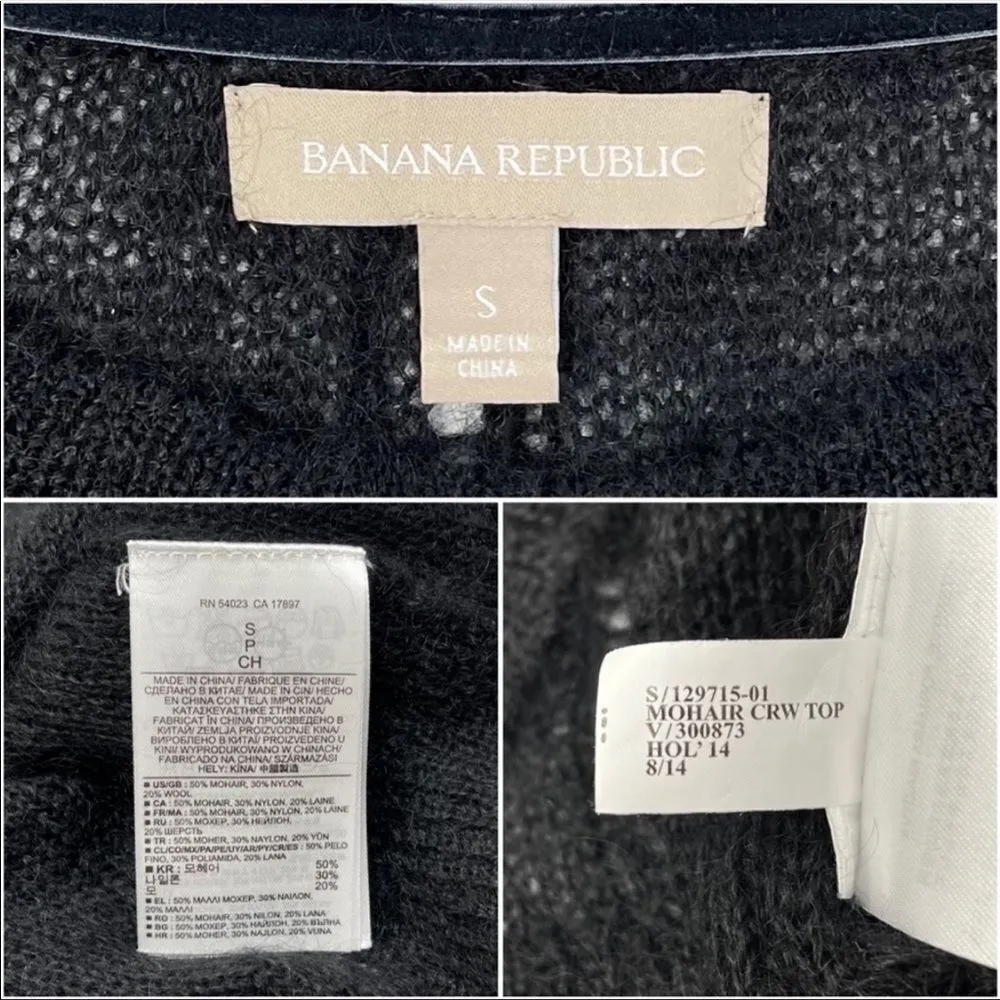 BANANA REPUBLIC
S
MADE IN
CHINA
RN 54023 CA 17897
S
P
CH
MADE IN CHINA/ FABRIQUE EN CHINE/
СДЕЛАНО В КИТАЕ/ MADE IN CIN/ HECHO
EN CHINA CON TELA IMPORTADA/
ΚΑΤΑΣΚΕΥΑΣΤΗΚΕ ΣΤΗΝ ΚΙΝΑ/
FABRICAT ÎN CHINA/ ПРОИЗВЕДЕНО В
КИТАЙ/ ZEMLJA PROIZVODNJE KINA/
ВИРОБЛЕНО В КИТАЇ/ PROIZVEDENO U
KINI/ WYPRODUKOWANO W CHINACH/
FABRICADO NA CHINA/ SZÁRMAZÁSI
HELY: KÍNA/ 中國製造
■ US/GB : 50% MOHAIR, 30% NYLON,
20% WOOL
■ CA : 50% MOHAIR, 30% NYLON, 20% LAINE
■ FR/MA : 50% MOHAIR, 30% NYLON, 20% LAINE
■ RU : 50% МОХЕР, 30% НЕЙЛОН,
20% ШЕРСТЬ
■ TR : 50% MOHER, 30% NAYLON, 20% YÜN
■ CL/CO/MX/PA/PE/UY/AR/PY/CR/ES : 50% PELO
FINO, 30% POLIAMIDA, 20% LANA
■ KR : 모헤어 50%
나일론 30%
모 20%
■ EL : 50% ΜΑΛΛΙ ΜΟΧΕΡ, 30% ΝΑΙΛΟΝ,
20% ΜΑΛΛΙ
■ RO : 50% MOHAIR, 30% NILON, 20% LANA
■ BG : 50% МОХЕР, 30% НАЙЛОН, 20% ВЪЛНА
■ HR : 50% MOHER, 30% NAJLON, 20% VUNA
S/129715-01
MOHAIR CRW TOP
V/300873
HOL' 14
8/14